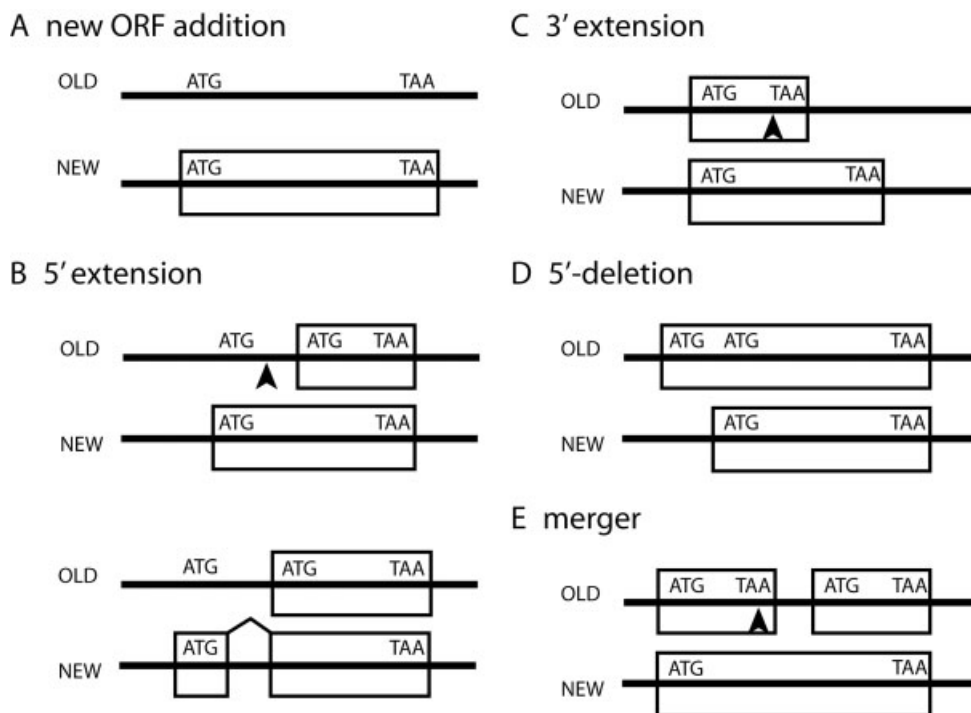 A new ORF addition
OLD ATG TAA
NEW ATG TAA
B 5' extension
OLD ATG ATG TAA
NEW ATG TAA
OLD ATG ATG TAA
NEW ATG TAA
C 3' extension
OLD ATG TAA
NEW ATG TAA
D 5'-deletion
OLD ATG ATG TAA
NEW ATG TAA
E merger
OLD ATG TAA ATG TAA
NEW ATG TAA